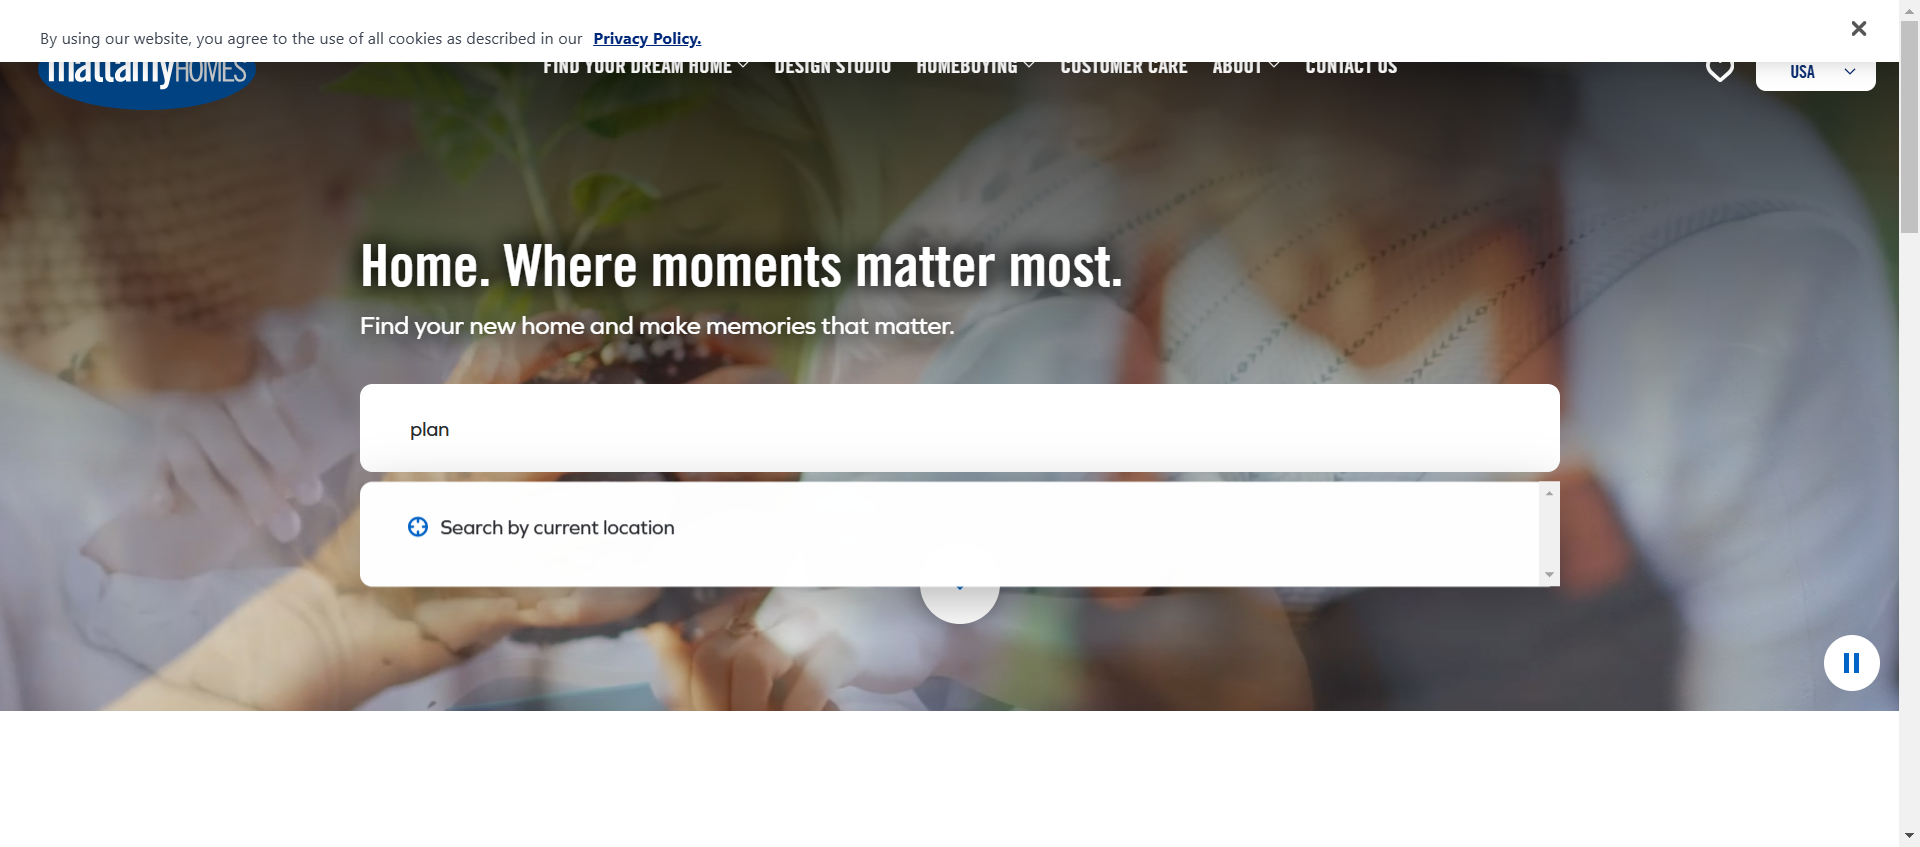 By using our website, you agree to the use of all cookies as described in our Privacy Policy.
mattamyHOMES
FIND YOUR DREAM HOME
DESIGN STUDIO
HOMEBUYING
CUSTOMER CARE
ABOUT
CONTACT US
USA
Home. Where moments matter most.
Find your new home and make memories that matter.
plan
Search by current location